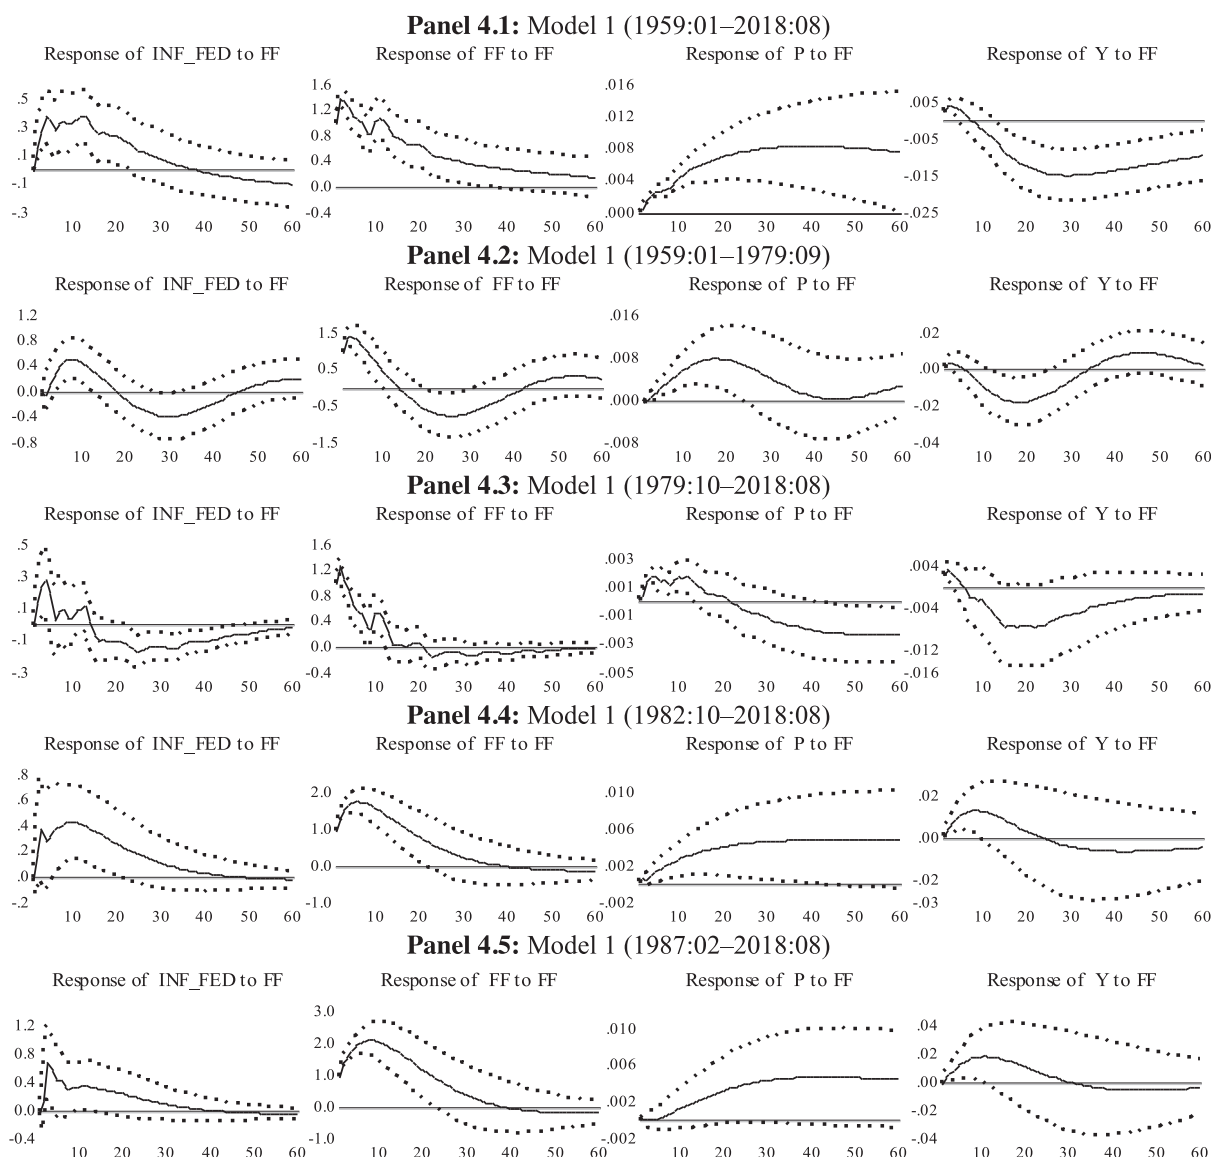 Panel 4.1: Model 1 (1959:01–2018:08)
Response of INF_FED to FF Response of FF to FF Response of P to FF Response of Y to FF
.5 .3 .1 -.1 -.3
1.6 1.2 0.8 0.4 0.0 -0.4
.016 .012 .008 .004 .000
.005 -.005 -.015 -.025
10 20 30 40 50 60 10 20 30 40 50 60 10 20 30 40 50 60 10 20 30 40 50 60
Panel 4.2: Model 1 (1959:01–1979:09)
Response of INF_FED to FF Response of FF to FF Response of P to FF Response of Y to FF
1.2 0.8 0.4 0.0 -0.4 -0.8
1.5 0.5 -0.5 -1.5
.016 .008 .000 -.008
.02 .00 -.02 -.04
10 20 30 40 50 60 10 20 30 40 50 60 10 20 30 40 50 60 10 20 30 40 50 60
Panel 4.3: Model 1 (1979:10–2018:08)
Response of INF_FED to FF Response of FF to FF Response of P to FF Response of Y to FF
.5 .3 .1 -.1 -.3
1.6 1.2 0.8 0.4 0.0 -0.4
.003 .001 -.001 -.003 -.005
.004 -.004 -.012 -.016
10 20 30 40 50 60 10 20 30 40 50 60 10 20 30 40 50 60 10 20 30 40 50 60
Panel 4.4: Model 1 (1982:10–2018:08)
Response of INF_FED to FF Response of FF to FF Response of P to FF Response of Y to FF
.8 .6 .4 .2 .0 -.2
2.0 1.0 0.0 -1.0
.010 .006 .002 -.002
.02 .00 -.02 -.03
10 20 30 40 50 60 10 20 30 40 50 60 10 20 30 40 50 60 10 20 30 40 50 60
Panel 4.5: Model 1 (1987:02–2018:08)
Response of INF_FED to FF Response of FF to FF Response of P to FF Response of Y to FF
1.2 0.8 0.4 0.0 -0.4
3.0 2.0 1.0 0.0 -1.0
.010 .006 .002 -.002
.04 .02 .00 -.02 -.04
10 20 30 40 50 60 10 20 30 40 50 60 10 20 30 40 50 60 10 20 30 40 50 60